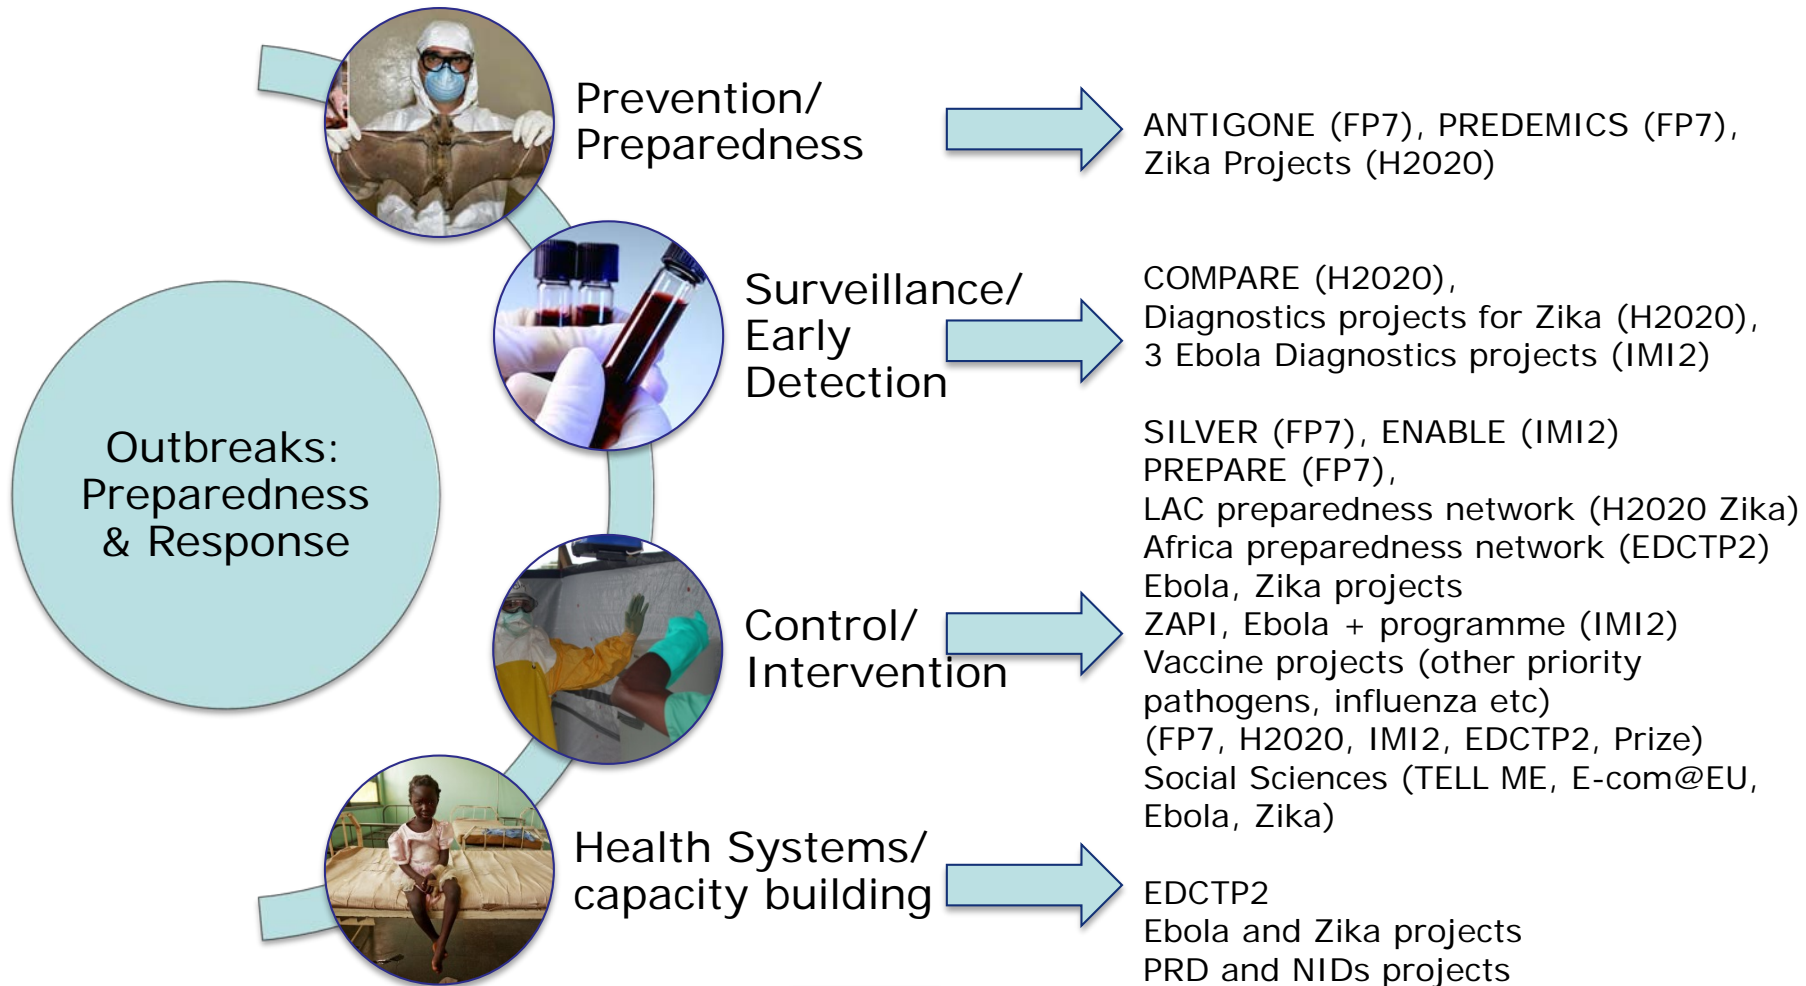 Prevention/
Preparedness
ANTIGONE (FP7), PREDEMICS (FP7),
Zika Projects (H2020)
Surveillance/
Early
Detection
COMPARE (H2020),
Diagnostics projects for Zika (H2020),
3 Ebola Diagnostics projects (IMI2)
Outbreaks:
Preparedness
& Response
Control/
Intervention
SILVER (FP7), ENABLE (IMI2)
PREPARE (FP7),
LAC preparedness network (H2020 Zika)
Africa preparedness network (EDCTP2)
Ebola, Zika projects
ZAPI, Ebola + programme (IMI2)
Vaccine projects (other priority
pathogens, influenza etc)
(FP7, H2020, IMI2, EDCTP2, Prize)
Social Sciences (TELL ME, E-com@EU,
Ebola, Zika)
Health Systems/
capacity building
EDCTP2
Ebola and Zika projects
PRD and NIDs projects